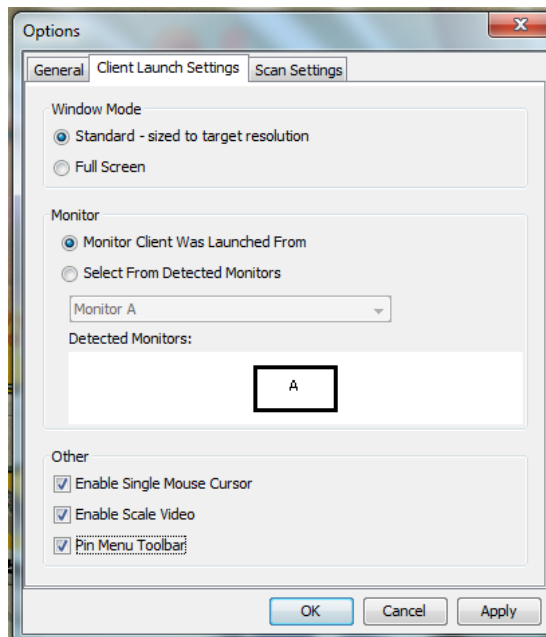 Options
General Client Launch Settings Scan Settings
Window Mode
Standard - sized to target resolution
Full Screen
Monitor
Monitor Client Was Launched From
Select From Detected Monitors
Monitor A
Detected Monitors:
A
Other
Enable Single Mouse Cursor
Enable Scale Video
Pin Menu Toolbar
OK Cancel Apply